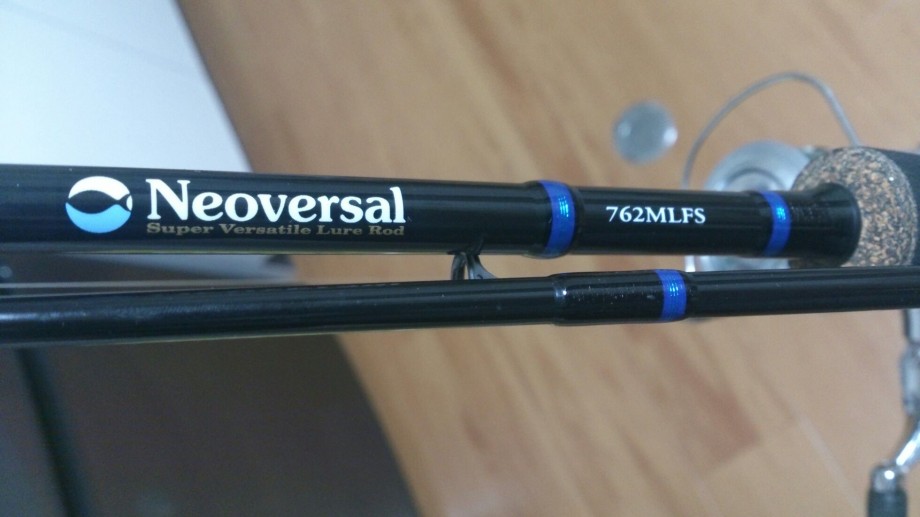 Neoversal
Super Versatile Lure Rod
762MLFS